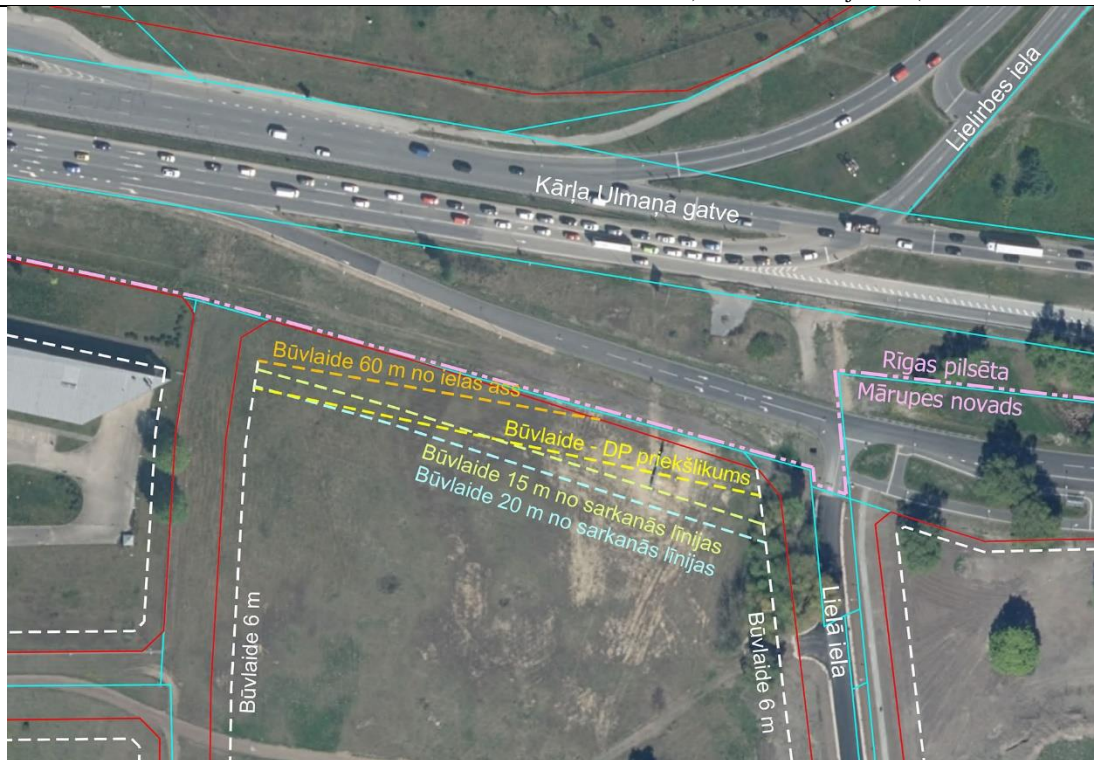 Lielirbes iela
Kārļa Ulmaņa gatve
Rīgas pilsēta
Mārupes novads
Būvlaide 60 m no ielas ass
Būvlaide - DP priekšlikums
Būvlaide 15 m no sarkanās līnijas
Būvlaide 20 m no sarkanās līnijas
Būvlaide 6 m
Būvlaide 6 m
Lielā iela